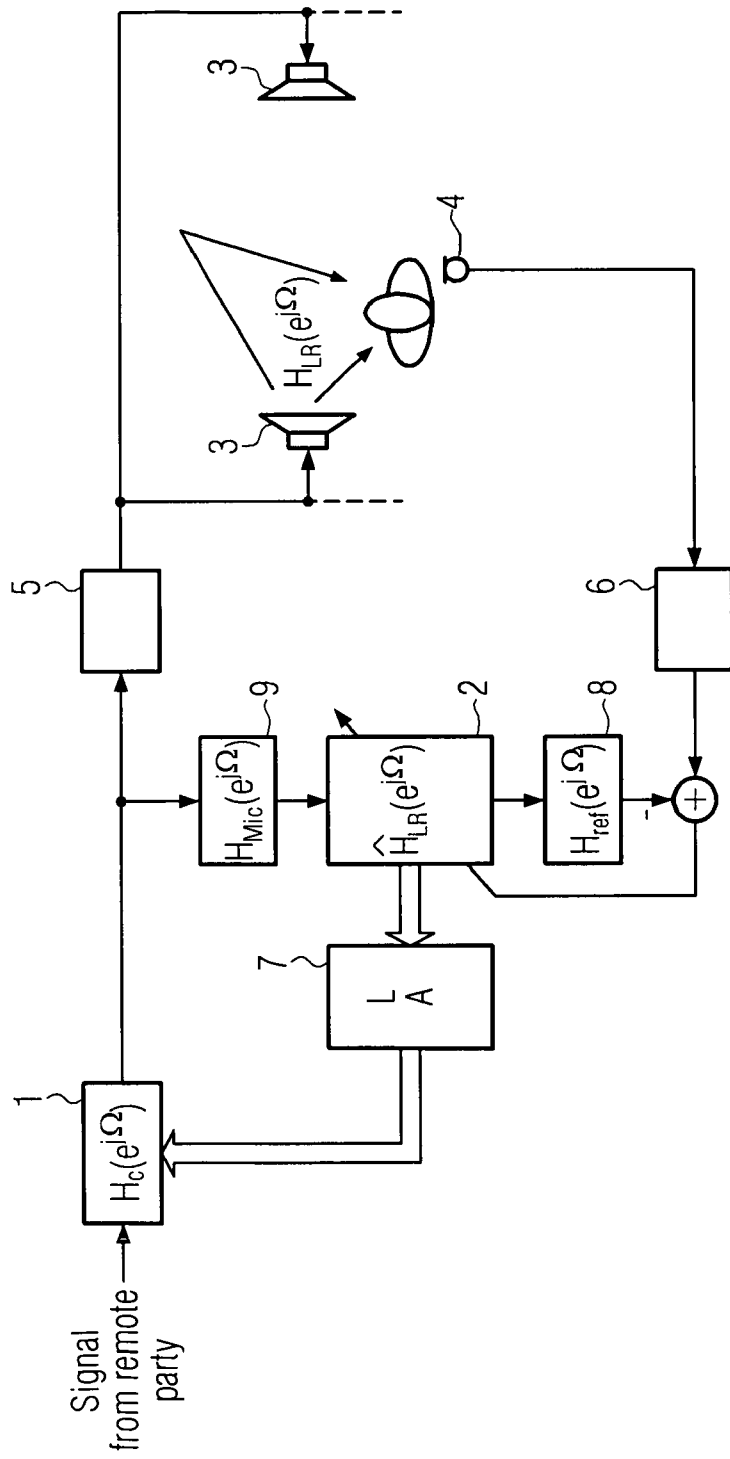 Signal
from remote
party
1
H_C(e^jΩ)
5
3
3
H_LR(e^jΩ)
4
9
H_Mic(e^jΩ)
7
L
A
2
Ĥ_LR(e^jΩ)
8
H_ref(e^jΩ)
-
+
6